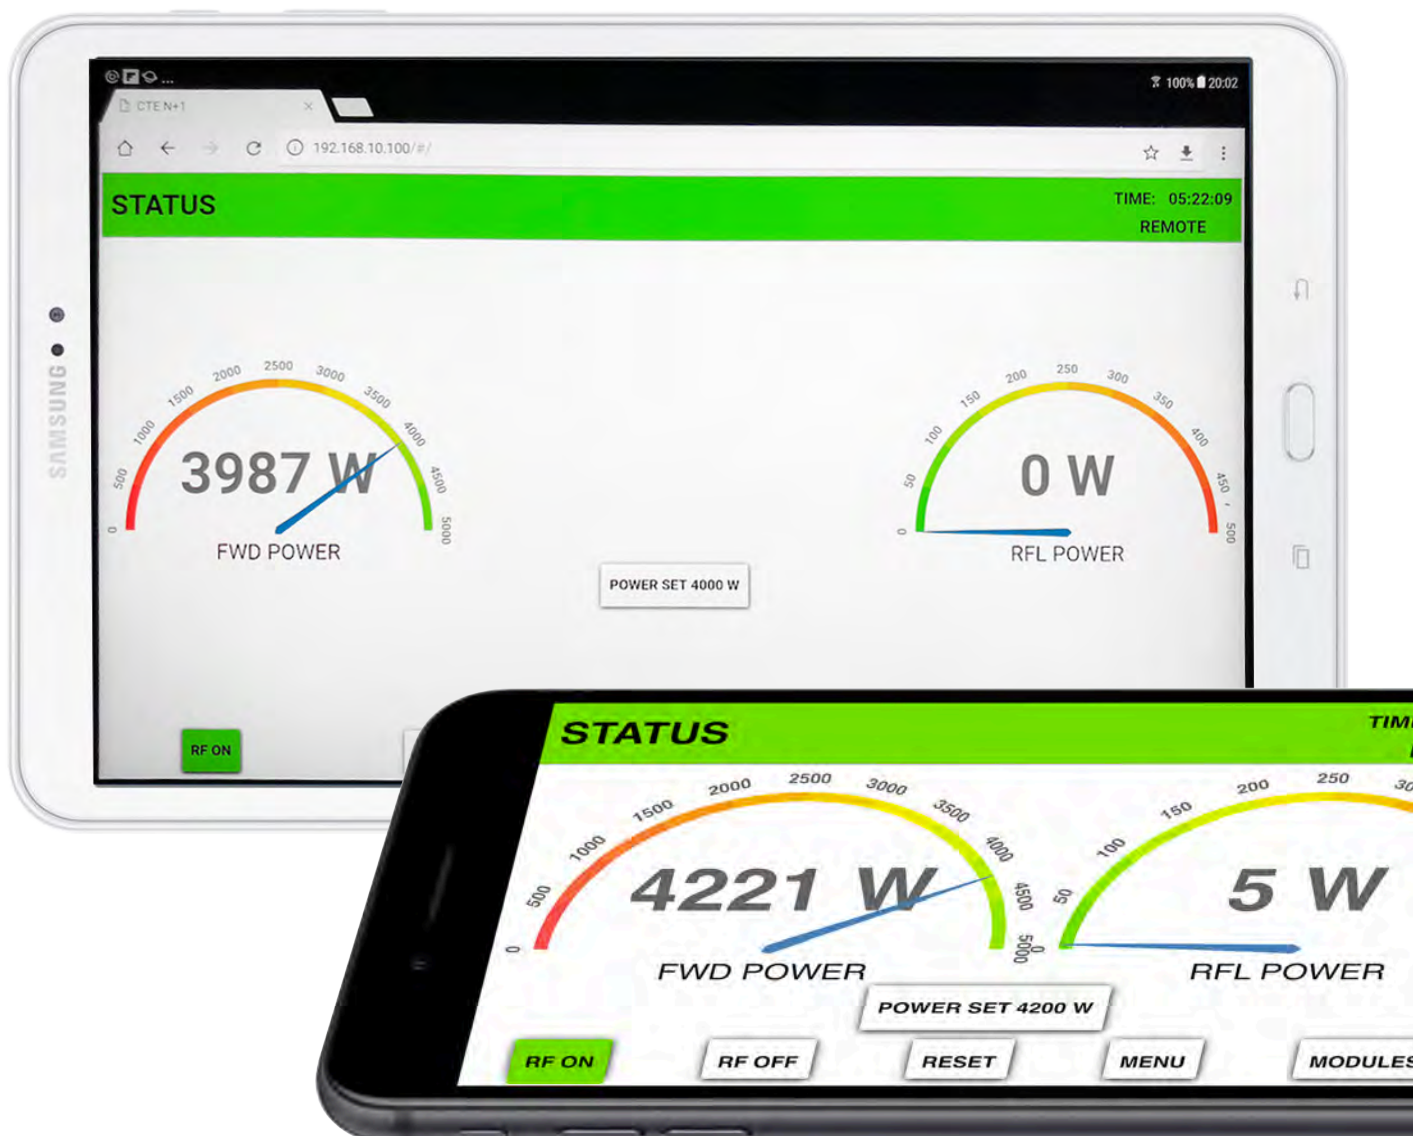 100% 20:02
CTE N+1
192.168.10.100/#/
STATUS
TIME: 05:22:09
REMOTE
SAMSUNG
0
500
1000
1500
2000
2500
3000
3500
4000
4500
5000
3987 W
FWD POWER
0
50
100
150
200
250
300
350
400
450
500
0 W
RFL POWER
POWER SET 4000 W
RF ON
STATUS
0
500
1000
1500
2000
2500
3000
3500
4000
4500
5000
4221 W
FWD POWER
0
50
100
150
200
250
5 W
RFL POWER
POWER SET 4200 W
RF ON
RF OFF
RESET
MENU
MODULES